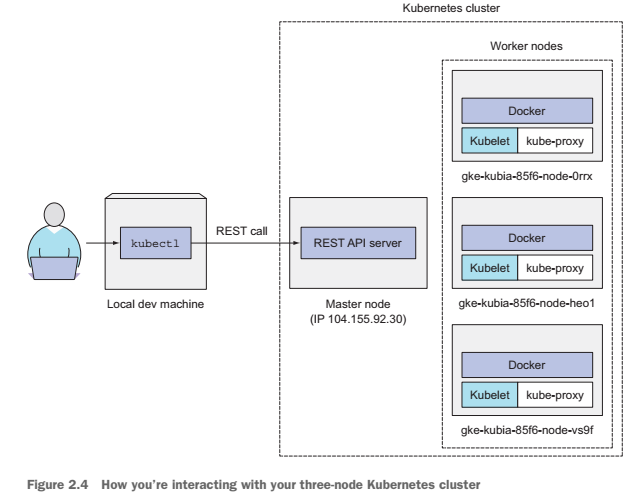 Kubernetes cluster
Worker nodes
Docker
Kubelet kube-proxy
gke-kubia-85f6-node-0rrx
REST call
kubectl
REST API server
Docker
Kubelet kube-proxy
Local dev machine
Master node
(IP 104.155.92.30)
gke-kubia-85f6-node-heo1
Docker
Kubelet kube-proxy
gke-kubia-85f6-node-vs9f
Figure 2.4 How you're interacting with your three-node Kubernetes cluster